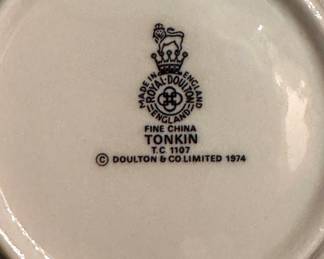 MADE IN ENGLAND
ROYAL·DOULTON
ENGLAND
FINE CHINA
TONKIN
T.C. 1107
© DOULTON & CO.LIMITED 1974